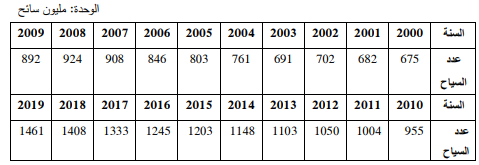 الوحدة: مليون سائح
السنة 2000 2001 2002 2003 2004 2005 2006 2007 2008 2009
عدد السياح 675 682 702 691 761 803 846 908 924 892
السنة 2010 2011 2012 2013 2014 2015 2016 2017 2018 2019
عدد السياح 955 1004 1050 1103 1148 1203 1245 1333 1408 1461